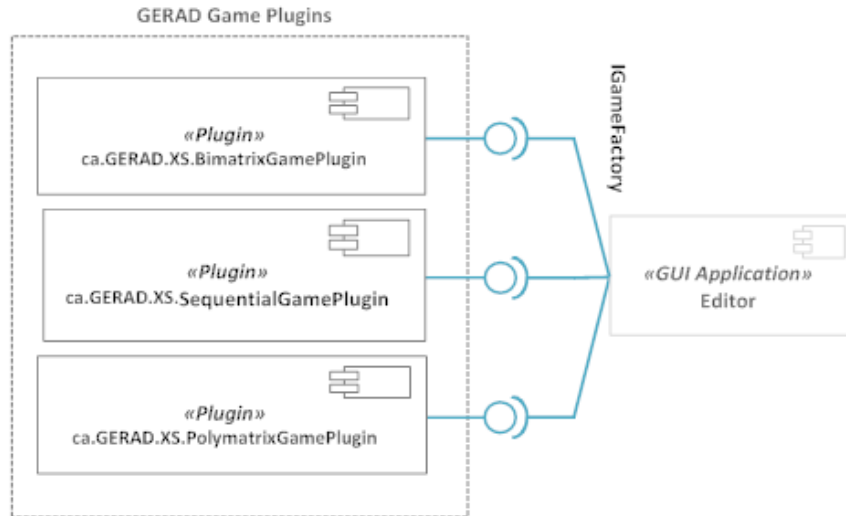 GERAD Game Plugins
«Plugin»
ca.GERAD.XS.BimatrixGamePlugin
«Plugin»
ca.GERAD.XS.SequentialGamePlugin
«Plugin»
ca.GERAD.XS.PolymatrixGamePlugin
IGameFactory
«GUI Application»
Editor